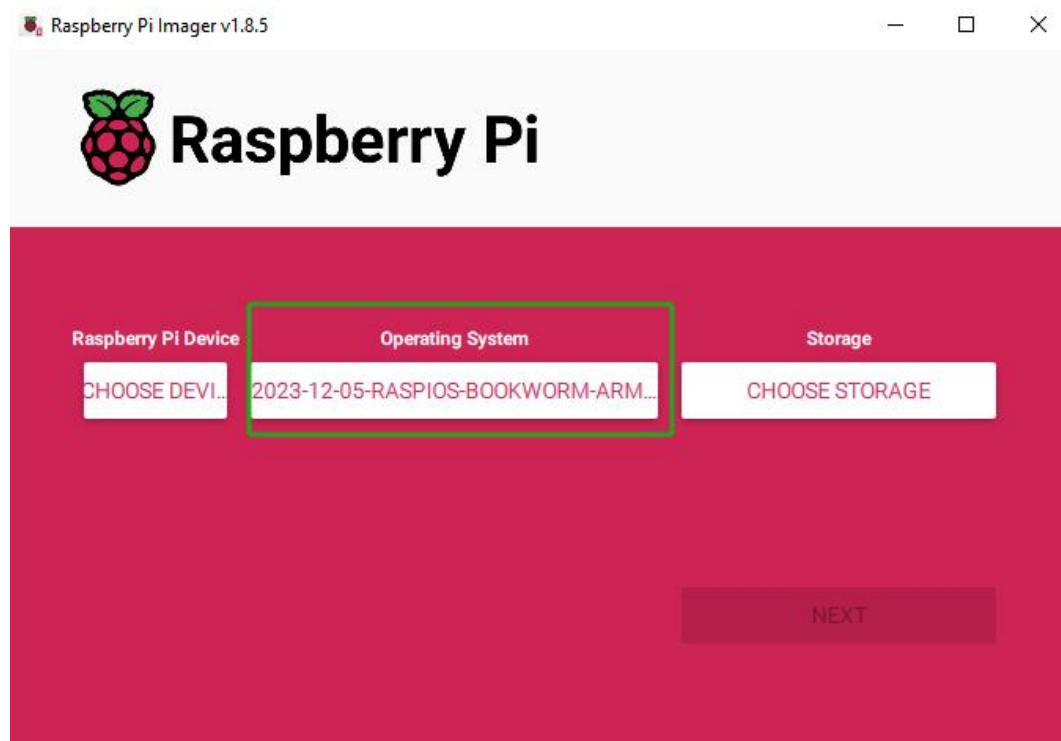 Raspberry Pi Imager v1.8.5
Raspberry Pi
Raspberry Pi Device
Operating System
Storage
CHOOSE DEVI..
2023-12-05-RASPIOS-BOOKWORM-ARM...
CHOOSE STORAGE
NEXT